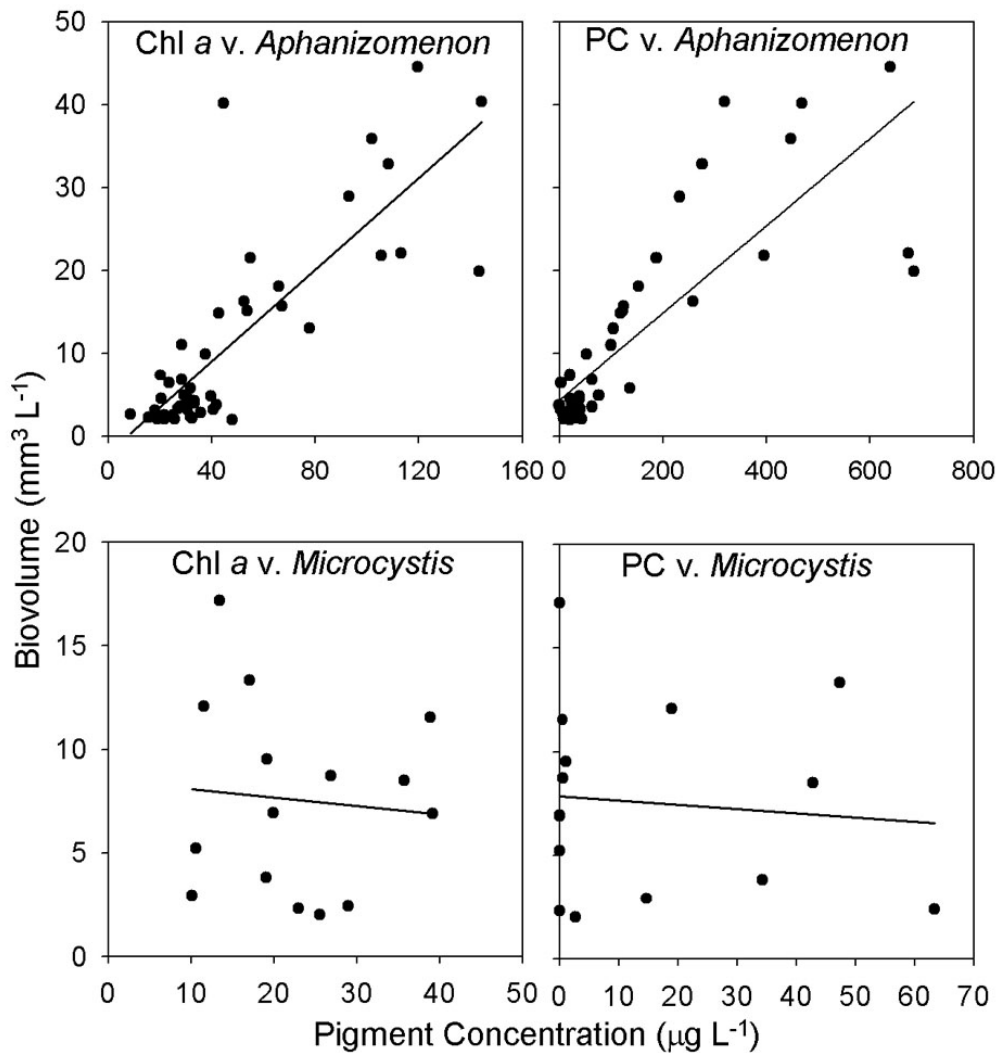 Chl a v. Aphanizomenon
PC v. Aphanizomenon
50
40
30
20
10
0
0 40 80 120 160
0 200 400 600 800
Chl a v. Microcystis
PC v. Microcystis
20
15
10
5
0
0 10 20 30 40 50
0 10 20 30 40 50 60 70
Biovolume (mm³ L⁻¹)
Pigment Concentration (µg L⁻¹)